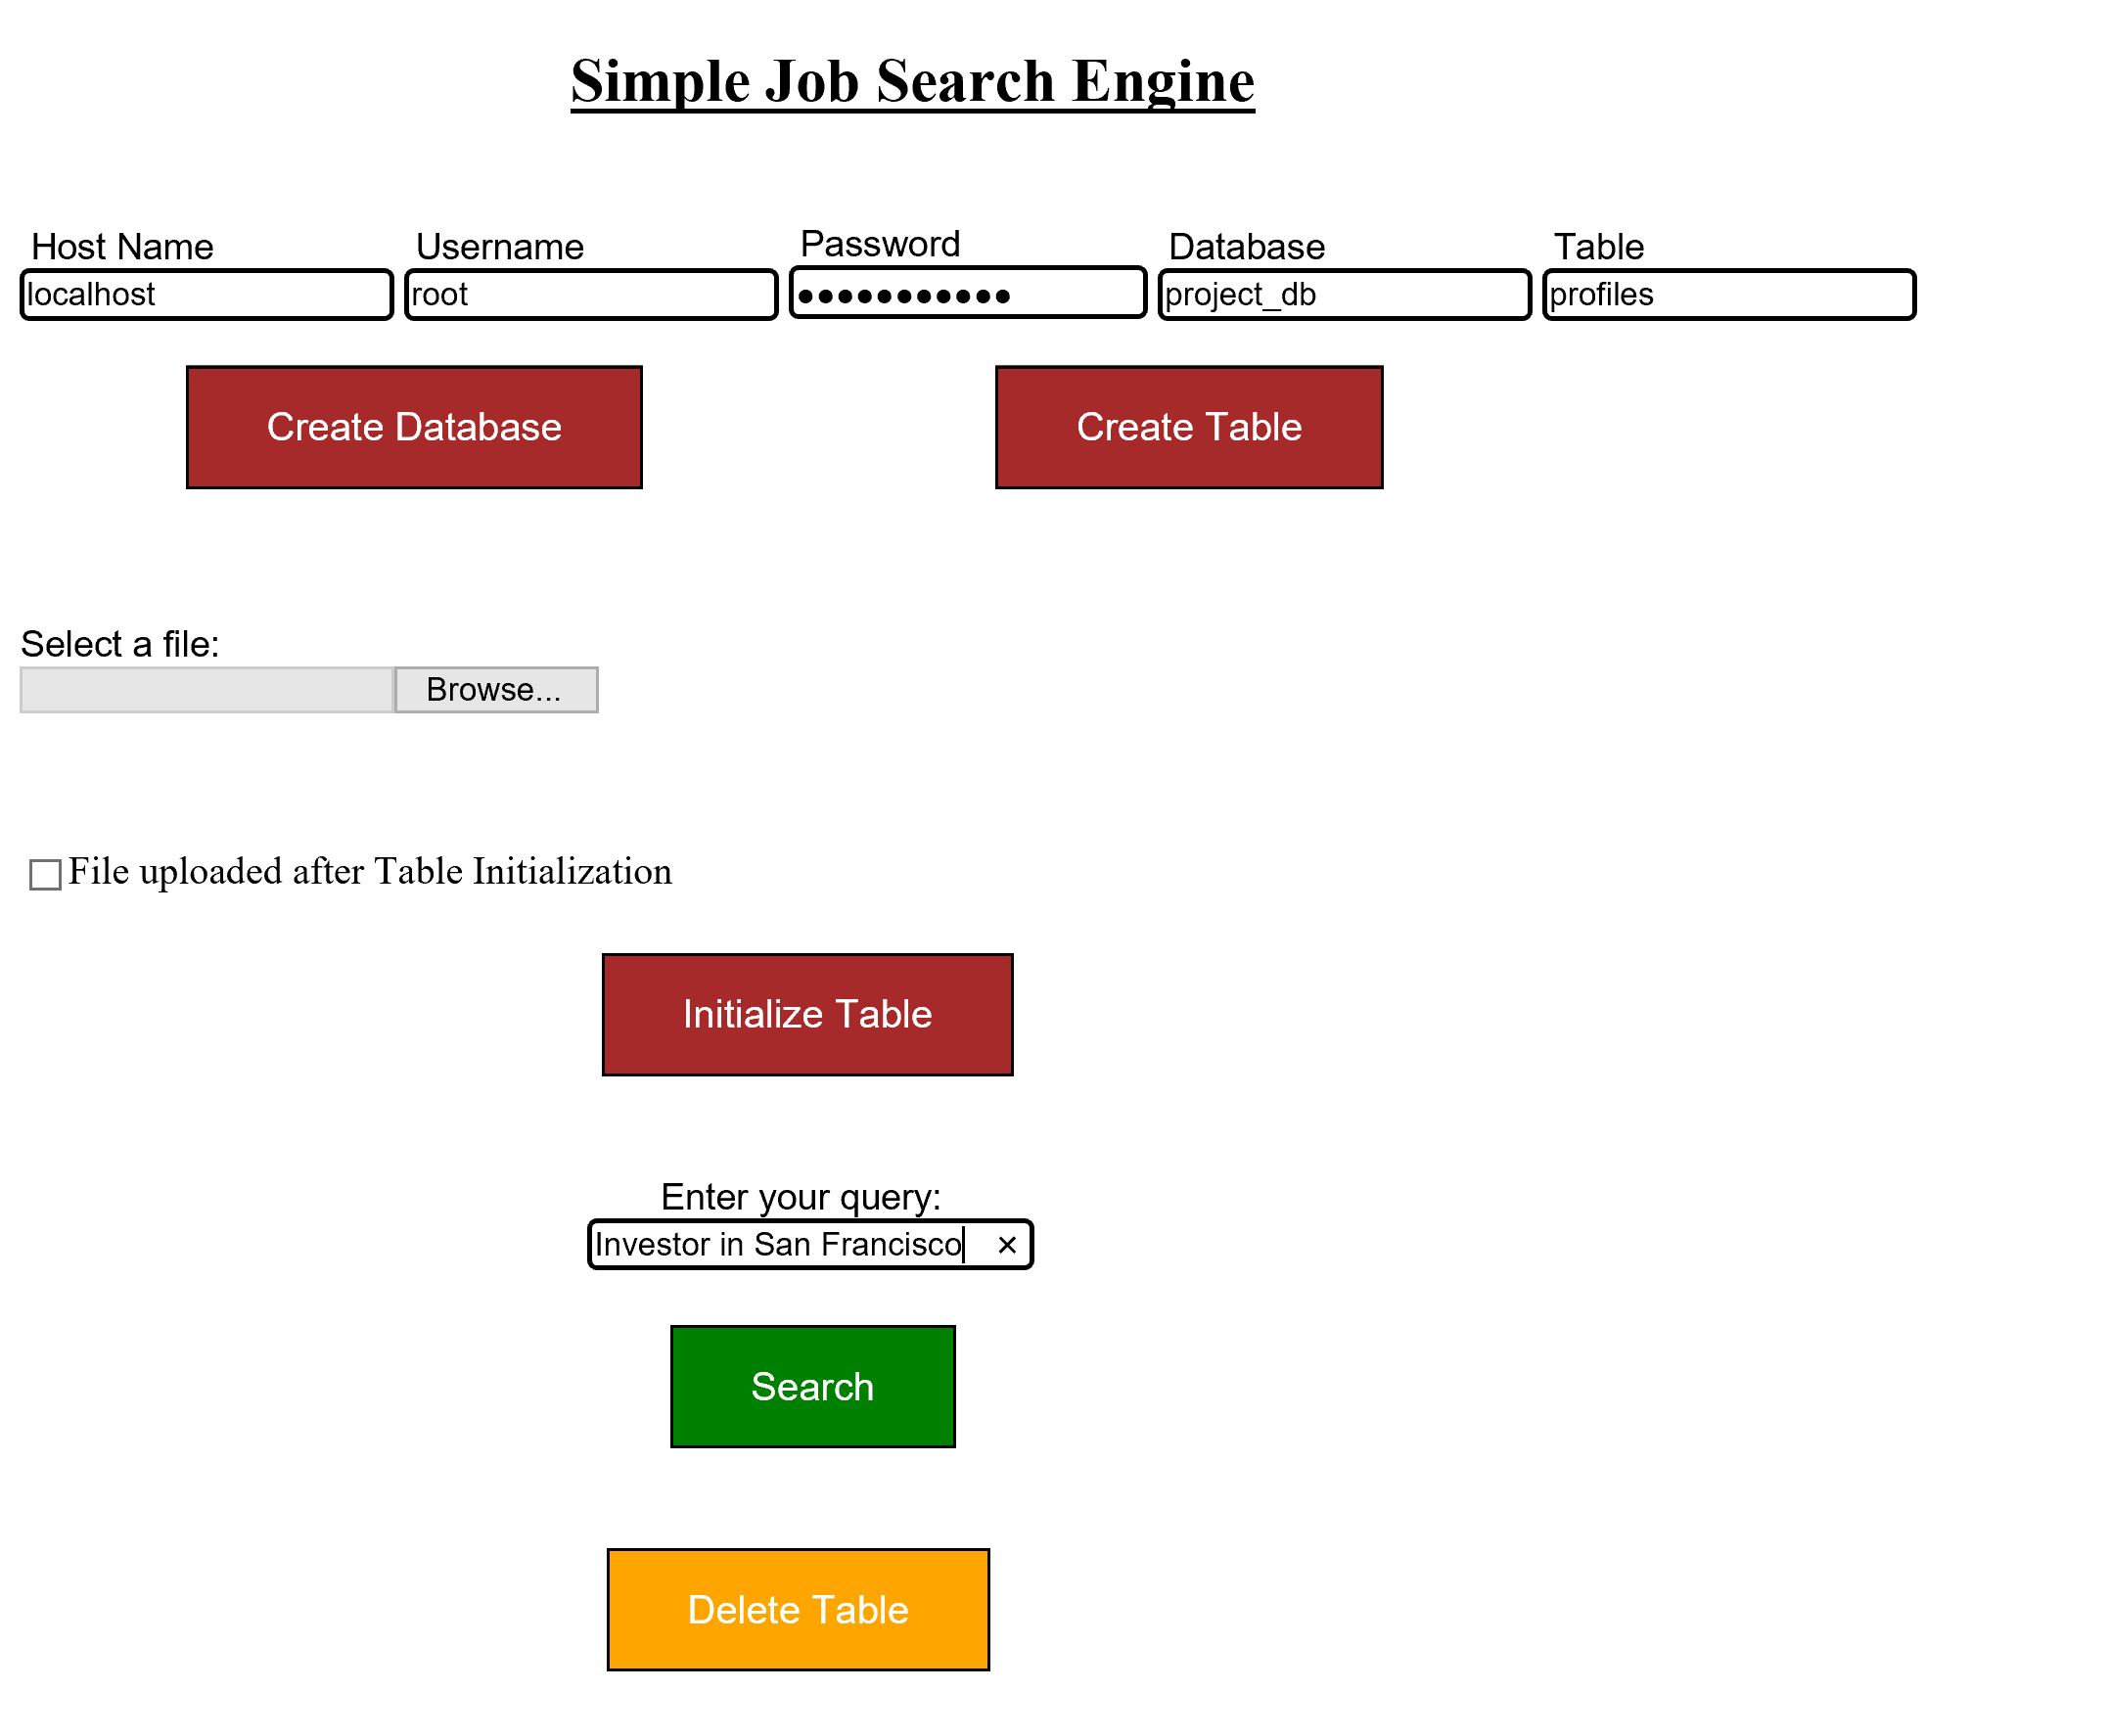 Simple Job Search Engine
Host Name Username Password Database Table
localhost root ●●●●●●●●●●● project_db profiles
Create Database Create Table
Select a file:
Browse...
File uploaded after Table Initialization
Initialize Table
Enter your query:
Investor in San Francisco ×
Search
Delete Table